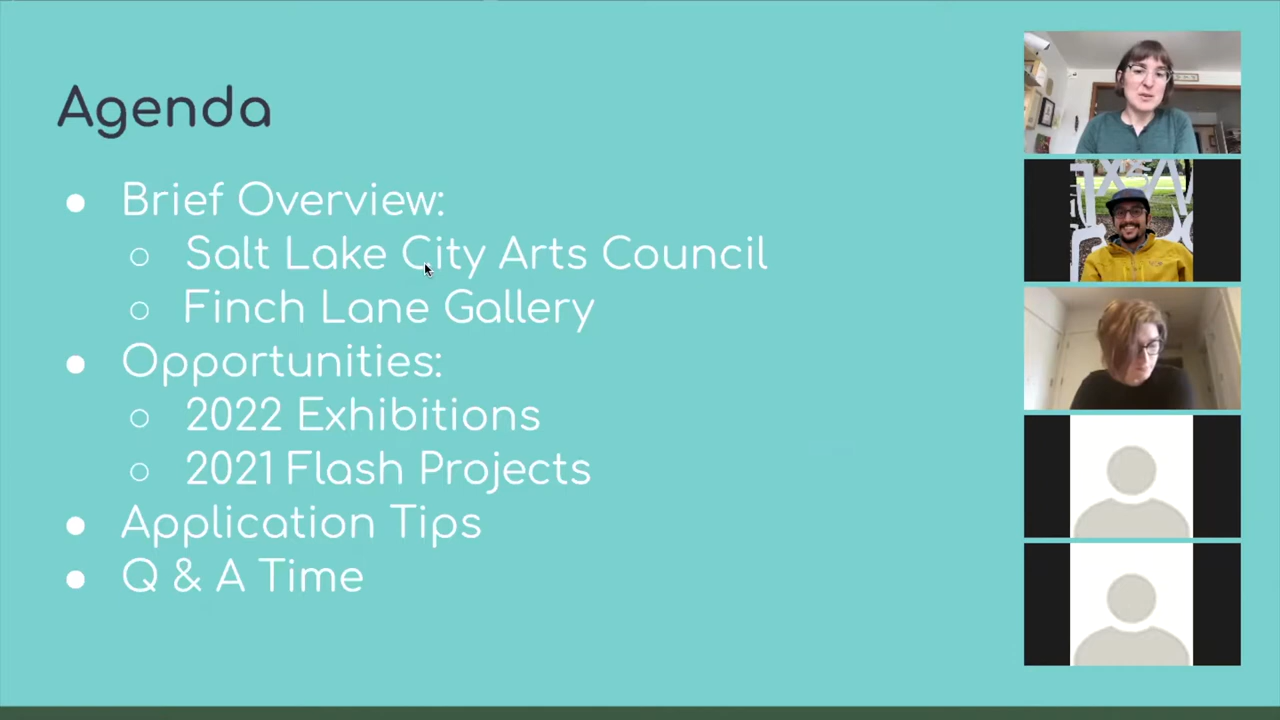 Agenda
Brief Overview:
Salt Lake City Arts Council
Finch Lane Gallery
Opportunities:
2022 Exhibitions
2021 Flash Projects
Application Tips
Q & A Time